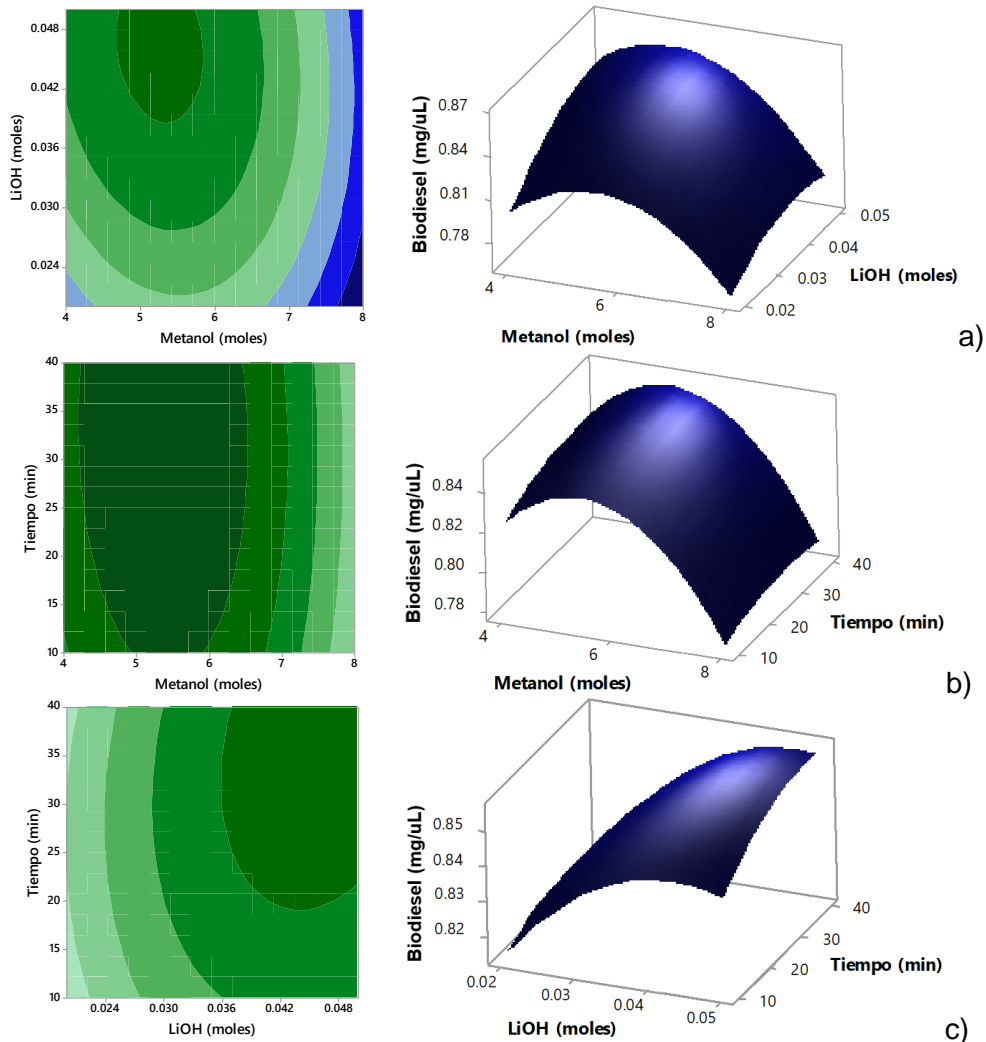 0.048
0.042
0.036
0.030
0.024
LiOH (moles)
4 5 6 7 8
Metanol (moles)
0.87
0.84
0.81
0.78
Biodiesel (mg/uL)
4 6 8
Metanol (moles)
0.05
0.04
0.03
0.02
LiOH (moles)
a)
40
35
30
25
20
15
10
Tiempo (min)
4 5 6 7 8
Metanol (moles)
0.84
0.82
0.80
0.78
Biodiesel (mg/uL)
4 6 8
Metanol (moles)
40
30
20
10
Tiempo (min)
b)
40
35
30
25
20
15
10
Tiempo (min)
0.024 0.030 0.036 0.042 0.048
LiOH (moles)
0.85
0.84
0.83
0.82
Biodiesel (mg/uL)
0.02 0.03 0.04 0.05
LiOH (moles)
40
30
20
10
Tiempo (min)
c)